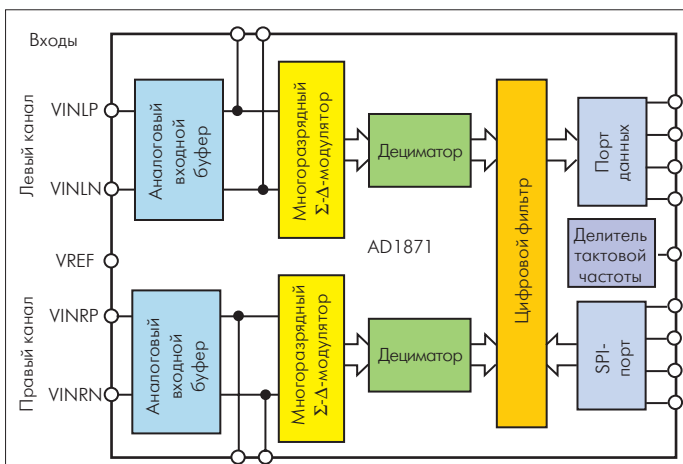 Входы
Левый канал
VINLP
VINLN
VREF
Правый канал
VINRP
VINRN
Аналоговый
входной
буфер
Многоразрядный
Σ-Δ-модулятор
Дециматор
Цифровой фильтр
Порт
данных
AD1871
Делитель
тактовой
частоты
Аналоговый
входной
буфер
Многоразрядный
Σ-Δ-модулятор
Дециматор
SPI-
порт